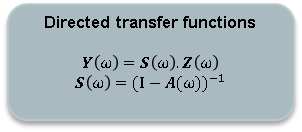 Directed transfer functions
Y(ω) = S(ω). Z(ω)
S(ω) = (I − A(ω))⁻¹